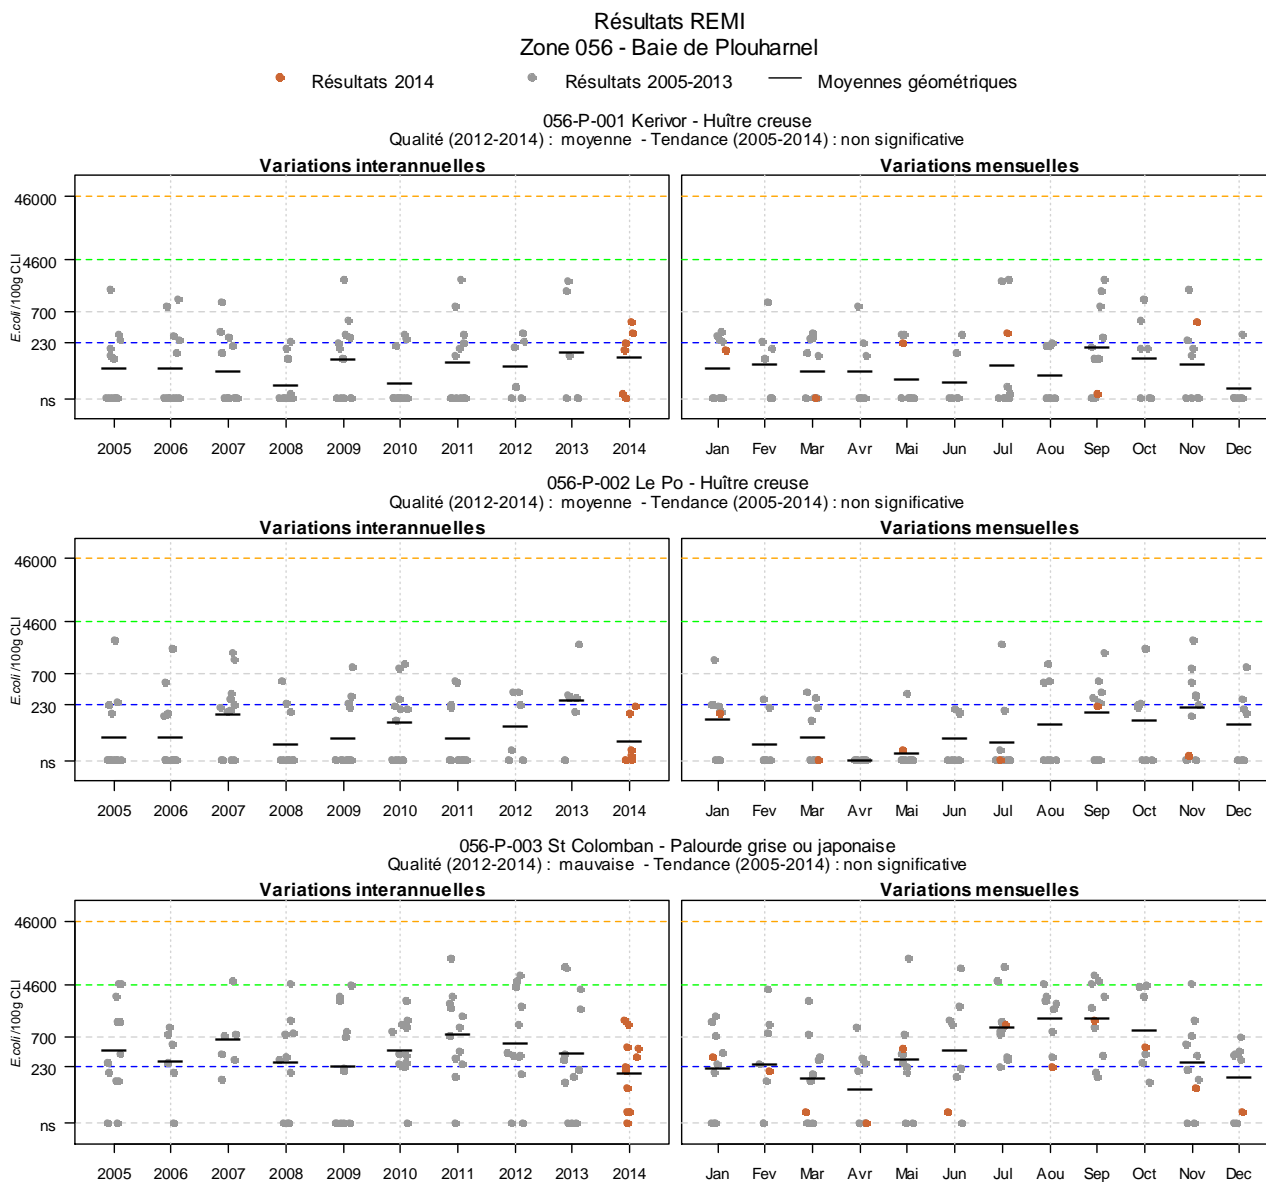 Résultats REMI
Zone 056 - Baie de Plouharnel
Résultats 2014 Résultats 2005-2013 Moyennes géométriques
056-P-001 Kerivor - Huître creuse
Qualité (2012-2014) : moyenne - Tendance (2005-2014) : non significative
Variations interannuelles Variations mensuelles
46000
4600
700
230
ns
E.coli/100g CLI
2005 2006 2007 2008 2009 2010 2011 2012 2013 2014 Jan Fev Mar Avr Mai Jun Jul Aou Sep Oct Nov Dec
056-P-002 Le Po - Huître creuse
Qualité (2012-2014) : moyenne - Tendance (2005-2014) : non significative
Variations interannuelles Variations mensuelles
46000
4600
700
230
ns
E.coli/100g CLI
2005 2006 2007 2008 2009 2010 2011 2012 2013 2014 Jan Fev Mar Avr Mai Jun Jul Aou Sep Oct Nov Dec
056-P-003 St Colomban - Palourde grise ou japonaise
Qualité (2012-2014) : mauvaise - Tendance (2005-2014) : non significative
Variations interannuelles Variations mensuelles
46000
4600
700
230
ns
E.coli/100g CLI
2005 2006 2007 2008 2009 2010 2011 2012 2013 2014 Jan Fev Mar Avr Mai Jun Jul Aou Sep Oct Nov Dec